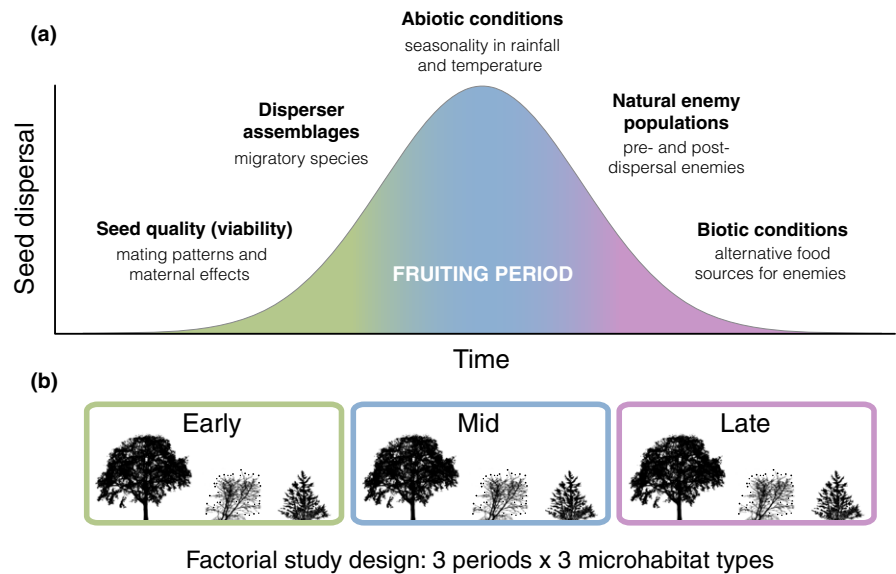 (a)
Abiotic conditions
seasonality in rainfall
and temperature
Disperser
assemblages
migratory species
Natural enemy
populations
pre- and post-
dispersal enemies
Seed quality (viability)
mating patterns and
maternal effects
Biotic conditions
alternative food
sources for enemies
Seed dispersal
FRUITING PERIOD
Time
(b)
Early
Mid
Late
Factorial study design: 3 periods x 3 microhabitat types